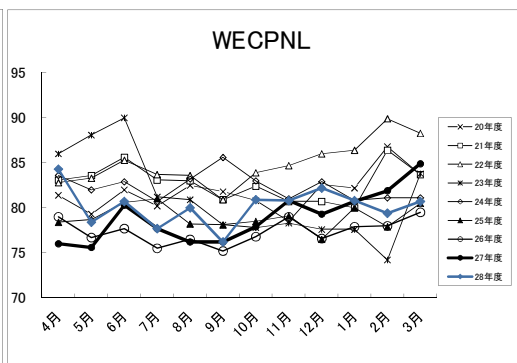 WECPNL
95
90
85
80
75
70
4月 5月 6月 7月 8月 9月 10月 11月 12月 1月 2月 3月
20年度
21年度
22年度
23年度
24年度
25年度
26年度
27年度
28年度